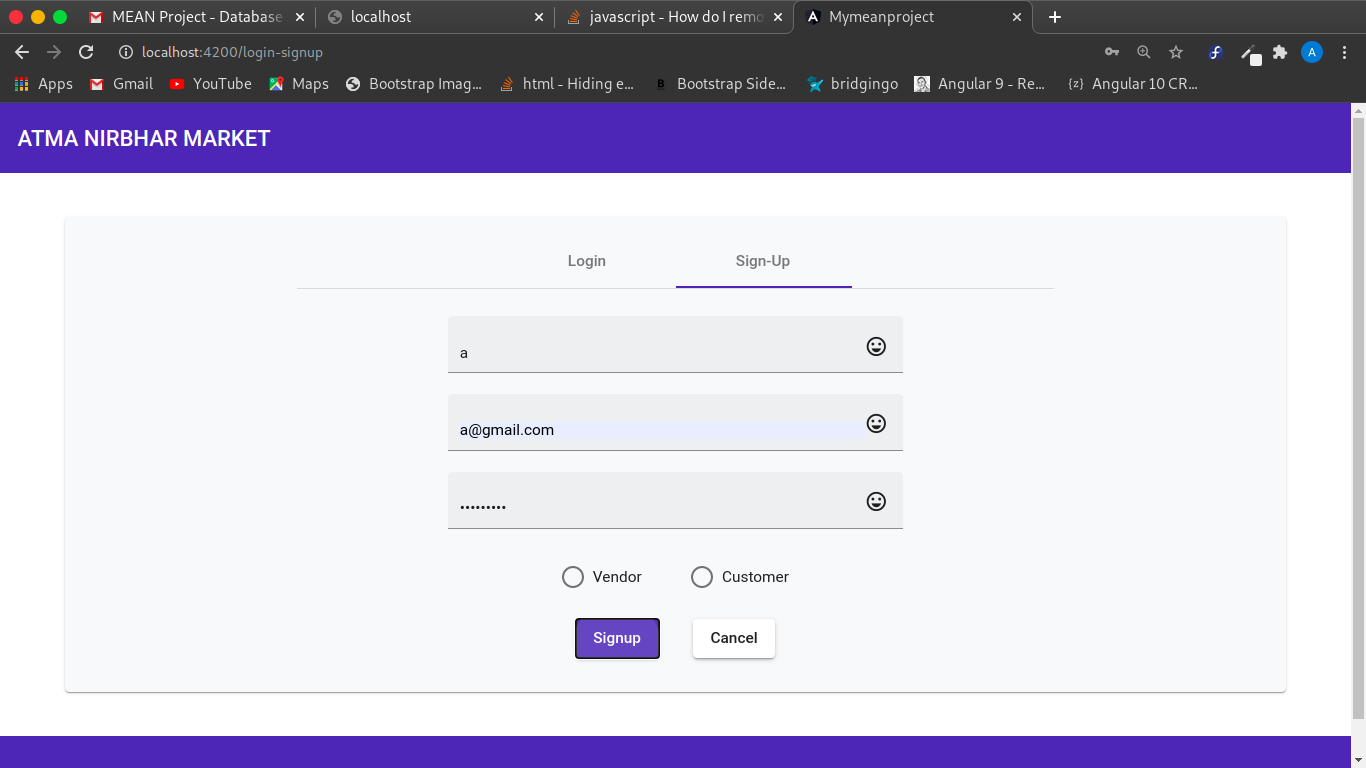 MEAN Project - Database
localhost
javascript - How do I remo
Mymeanproject
localhost:4200/login-signup
A
Apps
Gmail
YouTube
Maps
Bootstrap Imag...
html - Hiding e...
B
Bootstrap Side...
bridgingo
Angular 9 - Re...
{z}
Angular 10 CR...
ATMA NIRBHAR MARKET
Login
Sign-Up
a
a@gmail.com
•••••••••
Vendor
Customer
Signup
Cancel